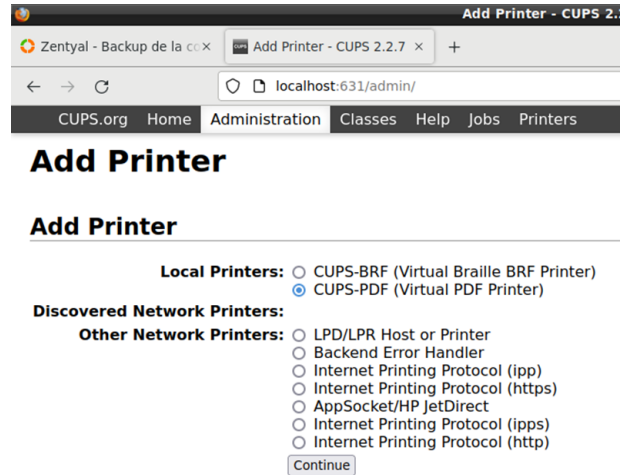 Add Printer - CUPS 2.
Zentyal - Backup de la co
CUPS Add Printer - CUPS 2.2.7
localhost:631/admin/
CUPS.org Home Administration Classes Help Jobs Printers
Add Printer
Add Printer
Local Printers: CUPS-BRF (Virtual Braille BRF Printer)
CUPS-PDF (Virtual PDF Printer)
Discovered Network Printers:
Other Network Printers: LPD/LPR Host or Printer
Backend Error Handler
Internet Printing Protocol (ipp)
Internet Printing Protocol (https)
AppSocket/HP JetDirect
Internet Printing Protocol (ipps)
Internet Printing Protocol (http)
Continue